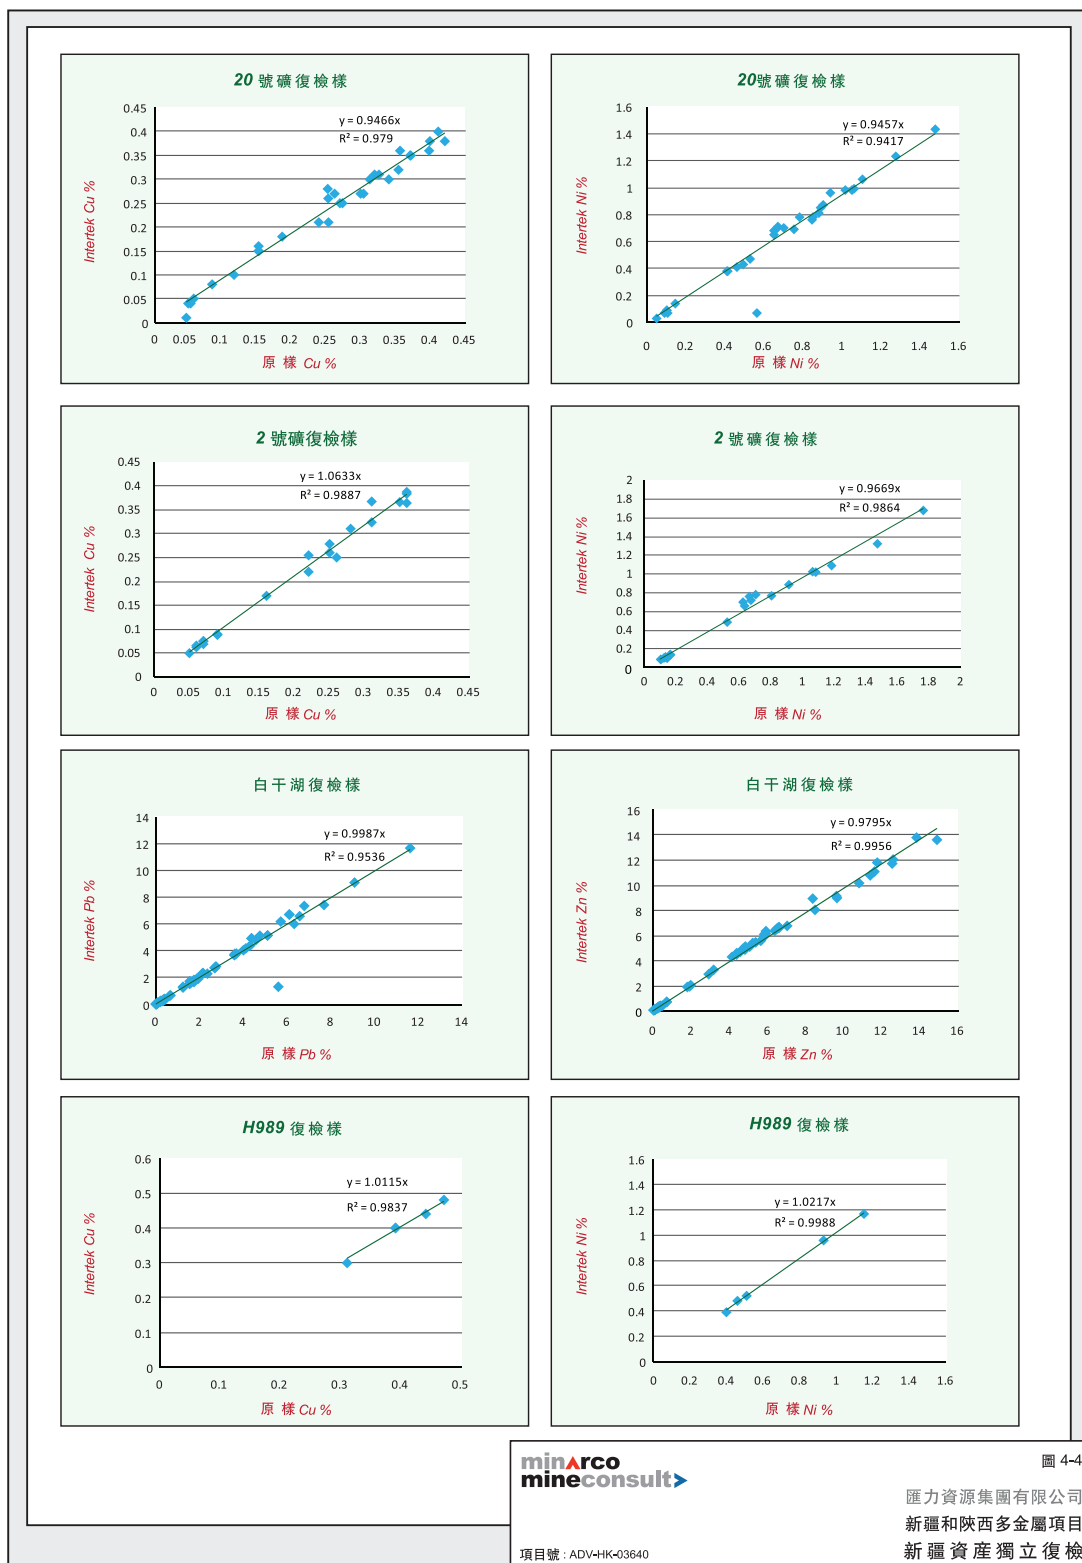 20 號礦復檢樣
y = 0.9466x
R² = 0.979
Intertek Cu %
0.45
0.4
0.35
0.3
0.25
0.2
0.15
0.1
0.05
0
0 0.05 0.1 0.15 0.2 0.25 0.3 0.35 0.4 0.45
原 樣 Cu %
20號礦復檢樣
y = 0.9457x
R² = 0.9417
Intertek Ni %
1.6
1.4
1.2
1
0.8
0.6
0.4
0.2
0
0 0.2 0.4 0.6 0.8 1 1.2 1.4 1.6
原 樣 Ni %
2 號礦復檢樣
y = 1.0633x
R² = 0.9887
Intertek Cu %
0.45
0.4
0.35
0.3
0.25
0.2
0.15
0.1
0.05
0
0 0.05 0.1 0.15 0.2 0.25 0.3 0.35 0.4 0.45
原 樣 Cu %
2 號礦復檢樣
y = 0.9669x
R² = 0.9864
Intertek Ni %
2
1.8
1.6
1.4
1.2
1
0.8
0.6
0.4
0.2
0
0 0.2 0.4 0.6 0.8 1 1.2 1.4 1.6 1.8 2
原 樣 Ni %
白干湖復檢樣
y = 0.9987x
R² = 0.9536
Intertek Pb %
14
12
10
8
6
4
2
0
0 2 4 6 8 10 12 14
原 樣 Pb %
白干湖復檢樣
y = 0.9795x
R² = 0.9956
Intertek Zn %
16
14
12
10
8
6
4
2
0
0 2 4 6 8 10 12 14 16
原 樣 Zn %
H989 復檢樣
y = 1.0115x
R² = 0.9837
Intertek Cu %
0.6
0.5
0.4
0.3
0.2
0.1
0
0 0.1 0.2 0.3 0.4 0.5
原 樣 Cu %
H989 復檢樣
y = 1.0217x
R² = 0.9988
Intertek Ni %
1.6
1.4
1.2
1
0.8
0.6
0.4
0.2
0
0 0.2 0.4 0.6 0.8 1 1.2 1.4 1.6
原 樣 Ni %
minarco
mineconsult
圖 4-4
匯力資源集團有限公司
新疆和陝西多金屬項目
新疆資産獨立復檢
項目號 : ADV-HK-03640